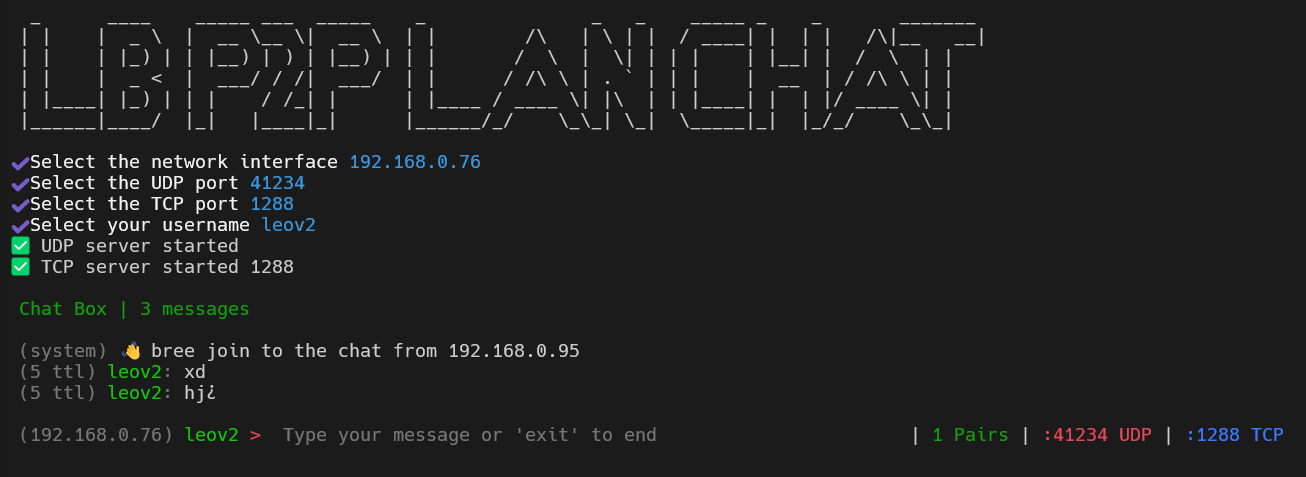 LB P2P LAN CHAT
Select the network interface 192.168.0.76
Select the UDP port 41234
Select the TCP port 1288
Select your username leov2
UDP server started
TCP server started 1288
Chat Box | 3 messages
(system) 👋 bree join to the chat from 192.168.0.95
(5 ttl) leov2: xd
(5 ttl) leov2: hj¿
(192.168.0.76) leov2 > Type your message or 'exit' to end | 1 Pairs | :41234 UDP | :1288 TCP